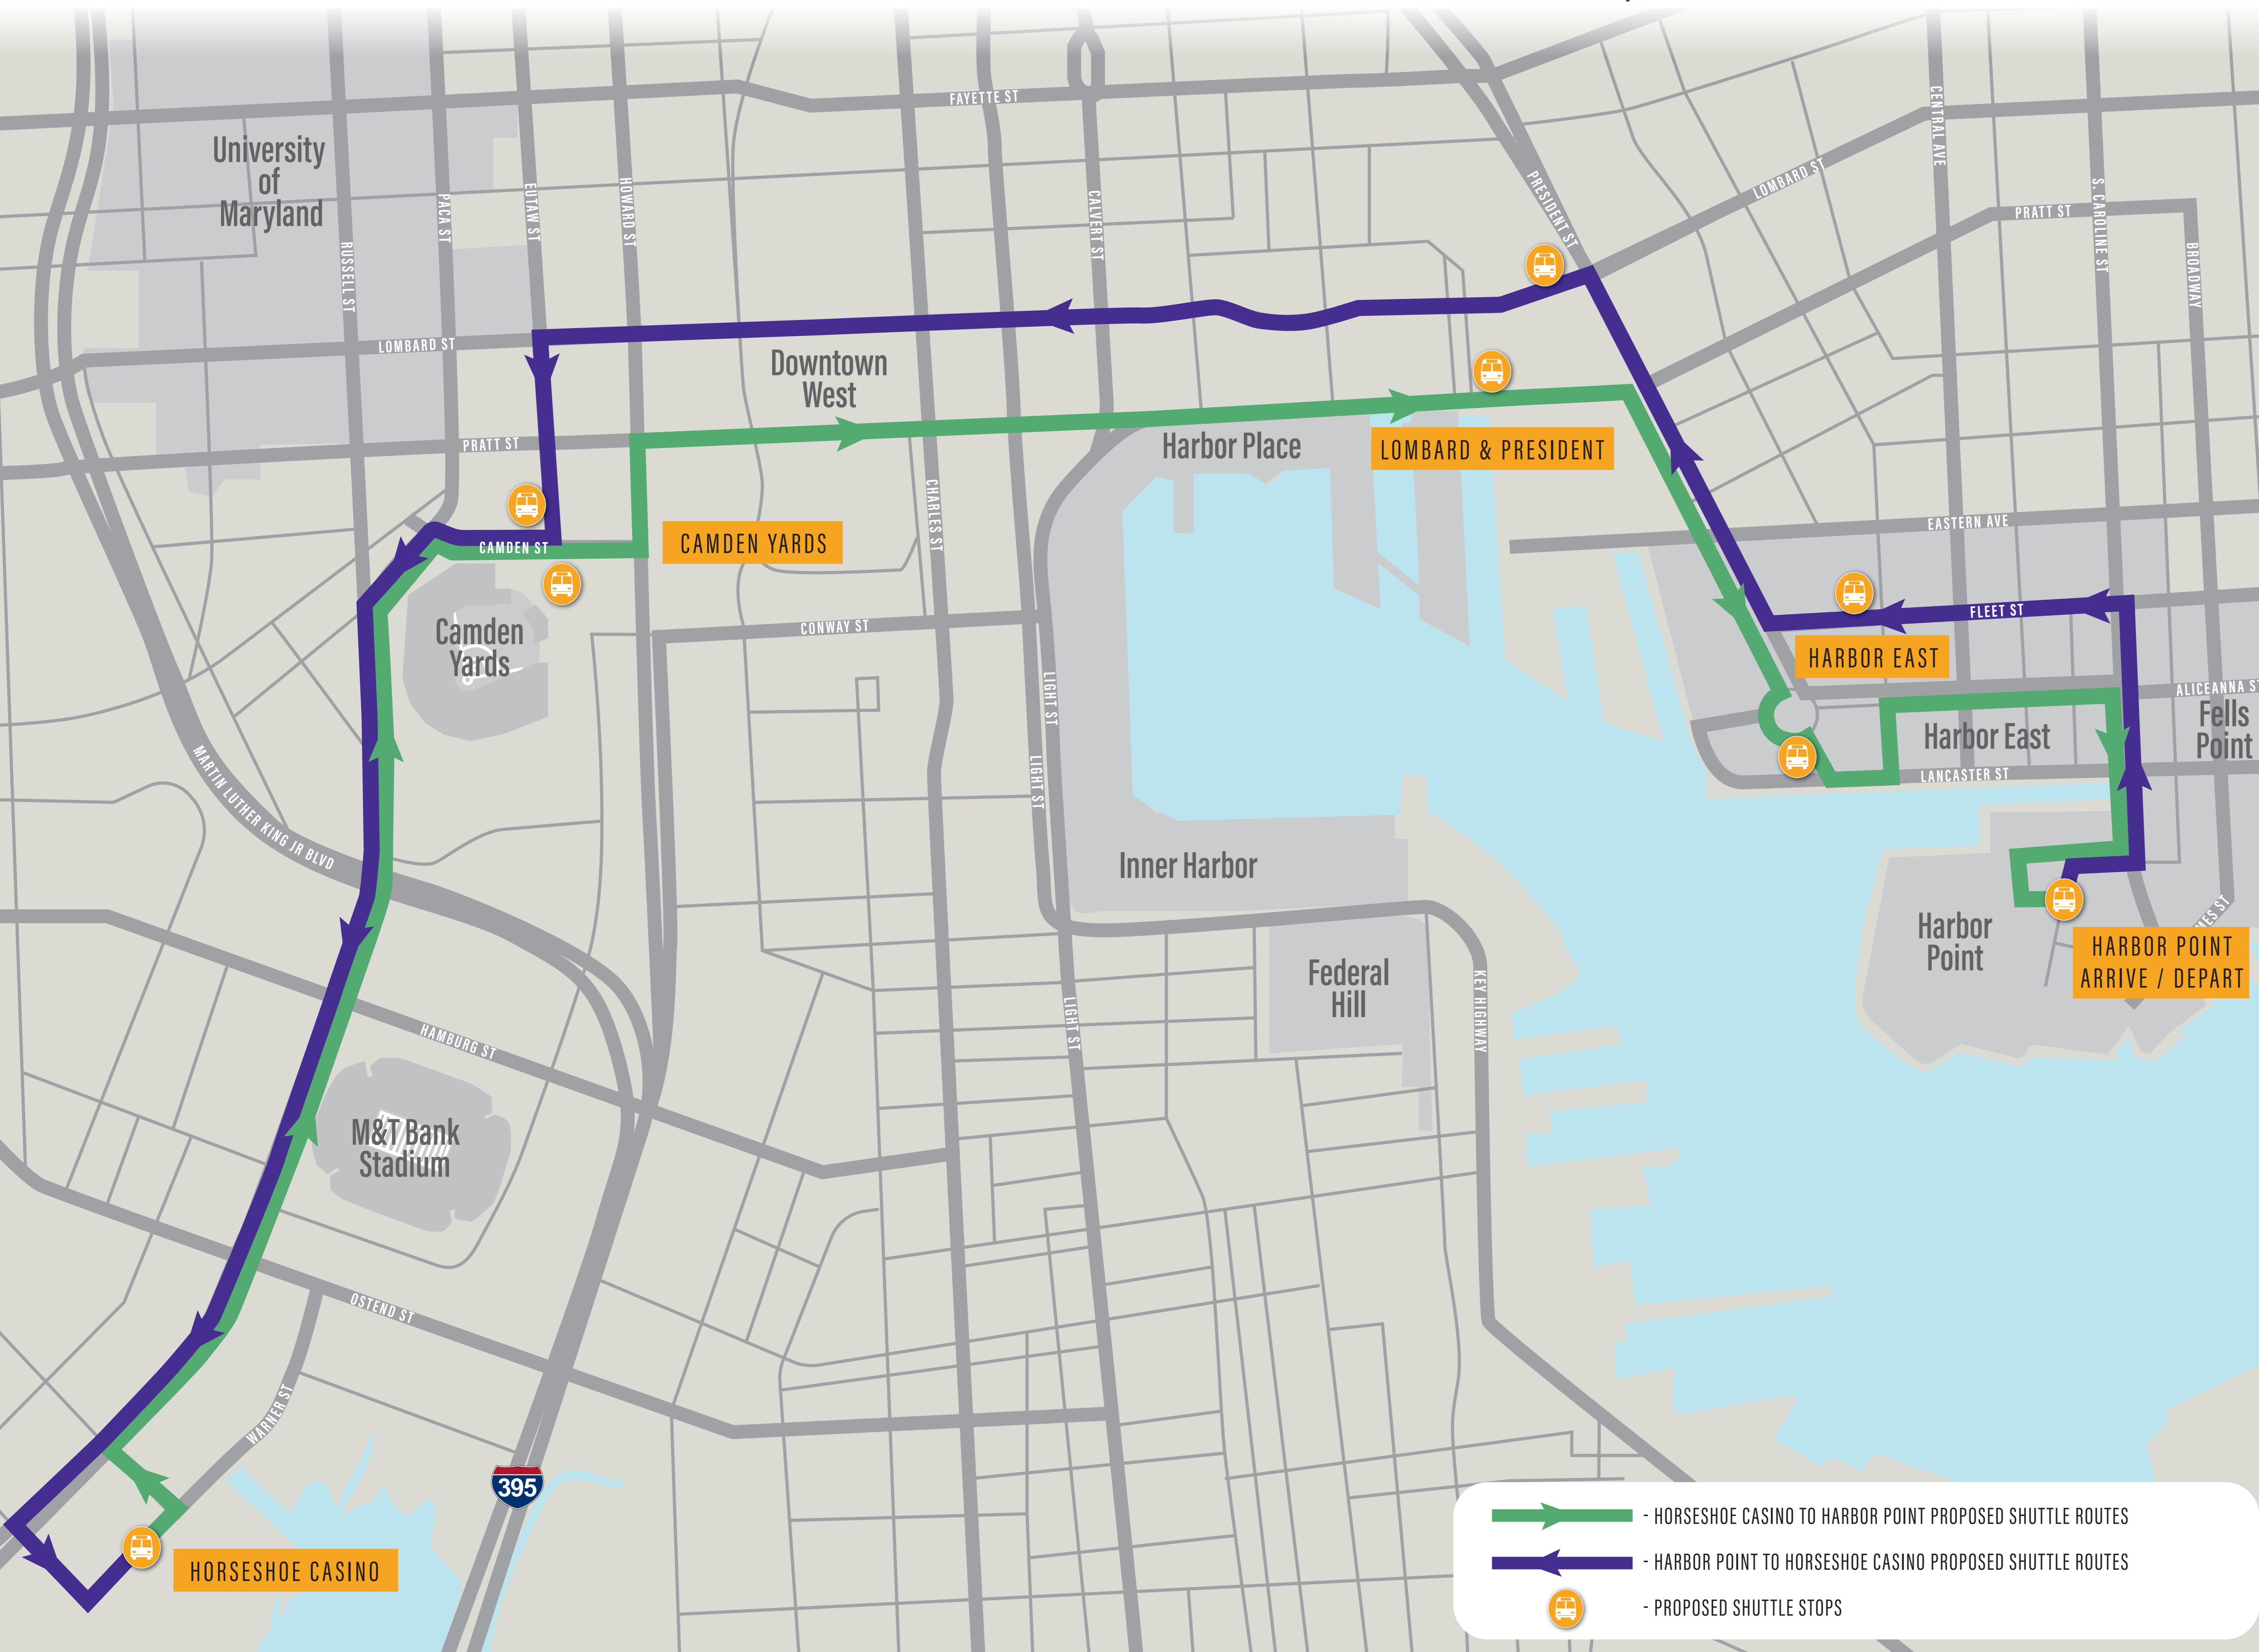 FAYETTE ST
University
of
Maryland
RUSSELL ST
PACA ST
EUTAW ST
HOWARD ST
CALVERT ST
PRESIDENT ST
LOMBARD ST
CENTRAL AVE
PRATT ST
S. CAROLINE ST
BROADWAY
LOMBARD ST
Downtown
West
PRATT ST
Harbor Place
LOMBARD & PRESIDENT
CHARLES ST
CAMDEN ST
CAMDEN YARDS
EASTERN AVE
FLEET ST
Camden
Yards
CONWAY ST
HARBOR EAST
LIGHT ST
ALICEANNA ST
Fells
Point
Harbor East
LANCASTER ST
MARTIN LUTHER KING JR BLVD
LIGHT ST
Inner Harbor
Harbor
Point
HARBOR POINT
ARRIVE / DEPART
Federal
Hill
KEY HIGHWAY
LIGHT ST
HAMBURG ST
M&T Bank
Stadium
OSTEND ST
WARNER ST
395
HORSESHOE CASINO
- HORSESHOE CASINO TO HARBOR POINT PROPOSED SHUTTLE ROUTES
- HARBOR POINT TO HORSESHOE CASINO PROPOSED SHUTTLE ROUTES
- PROPOSED SHUTTLE STOPS